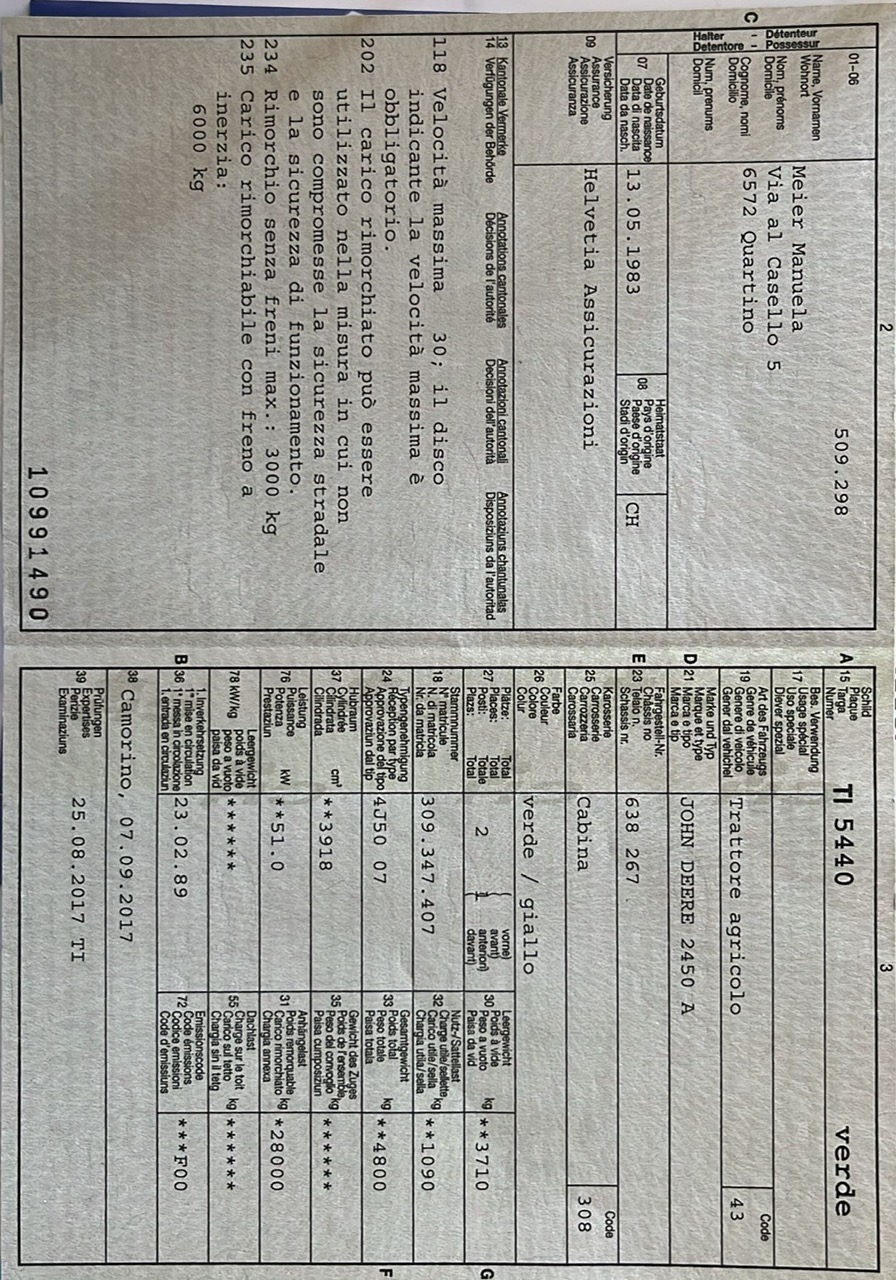 2
01-06
509.298
C - Détenteur - Halter
Possessur - Detentore
Name, Vornamen
Wohnort
Nom, prénoms
Domicile
Cognome, nomi
Domicilio
Num, prenums
Domicil
Meier Manuela
Via al Casello 5
6572 Quartino
07 Geburtsdatum
Date de naissance
Data di nascita
Data da nasch.
13.05.1983
08 Heimatstaat
Pays d'origine
Paese d'origine
Stadi d'origin
CH
09 Versicherung
Assurance
Assicurazione
Assicuranza
Helvetia Assicurazioni
13 Kantonale Vermerke Annotations cantonales Annotazioni cantonali Annotaziuns chantunalas
14 Verfügungen der Behörde Décisions de l'autorité Decisioni dell'autorità Disposiziuns da l'autoritad
118 Velocità massima 30; il disco
indicante la velocità massima è
obbligatorio.
202 Il carico rimorchiato può essere
utilizzato nella misura in cui non
sono compromesse la sicurezza stradale
e la sicurezza di funzionamento.
234 Rimorchio senza freni max.: 3000 kg
235 Carico rimorchiabile con freno a
inerzia:
6000 kg
10991490
3
A 15 Schild
Plaque
Targa
Numer
TI 5440 verde
17 Bes. Verwendung
Usage spécial
Uso speciale
Diever spezial
19 Art des Fahrzeugs
Genre de véhicule
Genere di veicolo
Gener dal vehichel
Trattore agricolo
Code
43
D 21 Marke und Typ
Marque et type
Marca e tipo
Marca e tip
JOHN DEERE 2450 A
E 23 Fahrgestell-Nr.
Châssis no
Telaio n.
Schassis nr.
638 267
25 Karosserie
Carrosserie
Carrozzeria
Carossaria
Cabina
Code
308
26 Farbe
Couleur
Colore
Colur
verde / giallo
27 Plätze: Total
Places: Total
Posti: Totale
Plazs: Total
2 ( 1 vorne)
avant)
anteriori)
davant)
30 Leergewicht
Poids à vide
Peso a vuoto
Paisa da vid
kg **3710
G
18 Stammnummer
N° matricule
N. di matricola
Nr. da matricla
309.347.407
32 Nutz-/Sattellast
Charge utile/sellette
Carico utile/sella
Chargia utila/sella
kg **1090
24 Typengenehmigung
Réception par type
Approvazione del tipo
Approvaziun dal tip
4J50 07
33 Gesamtgewicht
Poids total
Peso totale
Paisa totala
kg **4800
F
37 Hubraum
Cylindrée
Cilindrata
Cilindrada
cm³ **3918
35 Gewicht des Zuges
Poids de l'ensemble
Peso del convoglio
Paisa cumposiziun
kg ******
76 Leistung
Puissance
Potenza
Prestaziun
kW **51.0
31 Anhängelast
Poids remorquable
Carico rimorchiato
Chargia annexa
kg *28000
78 kW/kg
Leergewicht
poids à vide
peso a vuoto
paisa da vid
******
55 Dachlast
Charge sur le toit
Carico sul tetto
Chargia sin il tetg
kg ******
B 36 1. Inverkehrsetzung
1re mise en circulation
1a messa in circolazione
1. entrada en circulaziun
23.02.89
72 Emissionscode
Code émissions
Codice emissioni
Code d'emissiuns
***F00
38 Camorino, 07.09.2017
39 Prüfungen
Expertises
Perizie
Examinaziuns
25.08.2017 TI